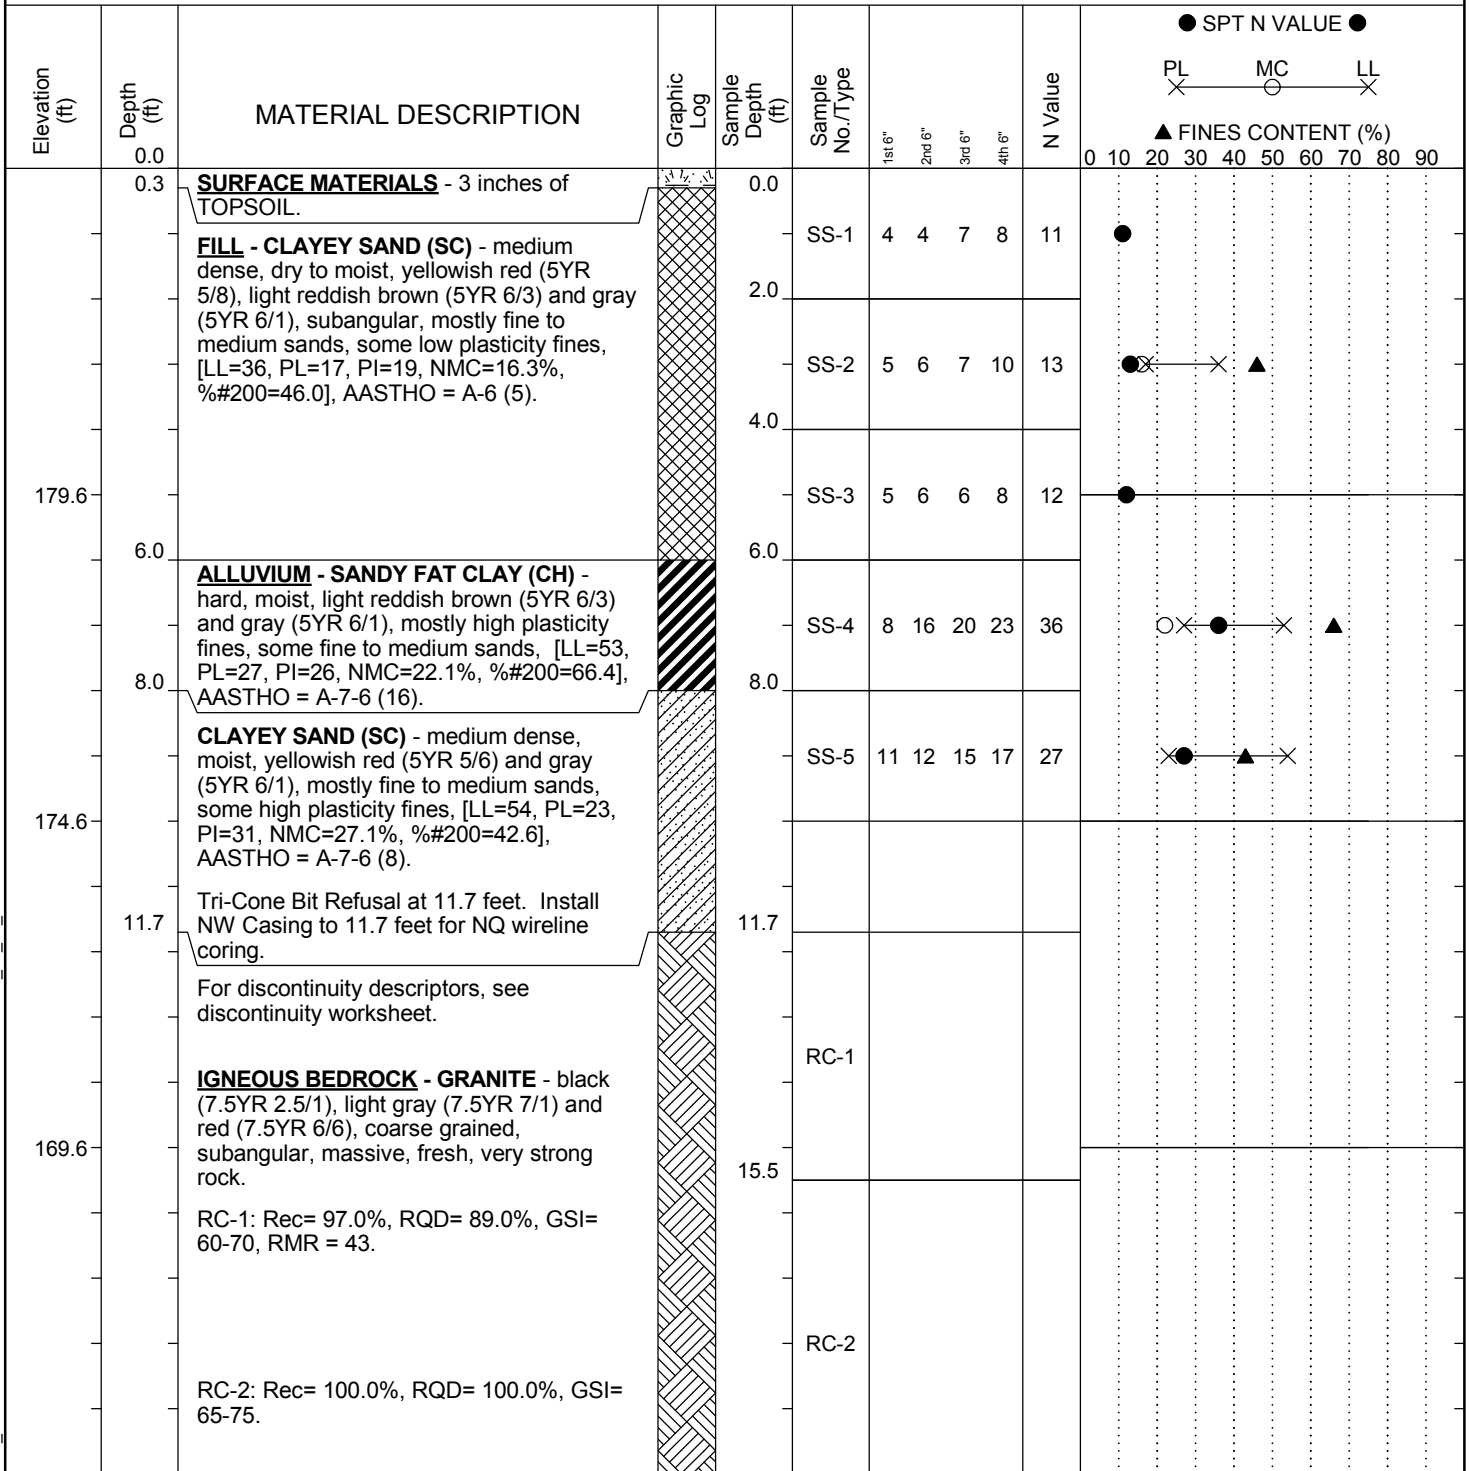 Elevation (ft)
Depth (ft)
0.0
MATERIAL DESCRIPTION
Graphic Log
Sample Depth (ft)
Sample No./Type
1st 6"
2nd 6"
3rd 6"
4th 6"
N Value
● SPT N VALUE ●
PL MC LL
▲ FINES CONTENT (%)
0 10 20 30 40 50 60 70 80 90
0.3
SURFACE MATERIALS - 3 inches of
TOPSOIL.
0.0
FILL - CLAYEY SAND (SC) - medium
dense, dry to moist, yellowish red (5YR
5/8), light reddish brown (5YR 6/3) and gray
(5YR 6/1), subangular, mostly fine to
medium sands, some low plasticity fines,
[LL=36, PL=17, PI=19, NMC=16.3%,
%#200=46.0], AASTHO = A-6 (5).
SS-1 4 4 7 8 11
2.0
SS-2 5 6 7 10 13
4.0
179.6
SS-3 5 6 6 8 12
6.0
6.0
ALLUVIUM - SANDY FAT CLAY (CH) -
hard, moist, light reddish brown (5YR 6/3)
and gray (5YR 6/1), mostly high plasticity
fines, some fine to medium sands, [LL=53,
PL=27, PI=26, NMC=22.1%, %#200=66.4],
AASTHO = A-7-6 (16).
SS-4 8 16 20 23 36
8.0
8.0
CLAYEY SAND (SC) - medium dense,
moist, yellowish red (5YR 5/6) and gray
(5YR 6/1), mostly fine to medium sands,
some high plasticity fines, [LL=54, PL=23,
PI=31, NMC=27.1%, %#200=42.6],
AASTHO = A-7-6 (8).
SS-5 11 12 15 17 27
174.6
Tri-Cone Bit Refusal at 11.7 feet. Install
NW Casing to 11.7 feet for NQ wireline
coring.
11.7
11.7
For discontinuity descriptors, see
discontinuity worksheet.
RC-1
IGNEOUS BEDROCK - GRANITE - black
(7.5YR 2.5/1), light gray (7.5YR 7/1) and
red (7.5YR 6/6), coarse grained,
subangular, massive, fresh, very strong
rock.
169.6
15.5
RC-1: Rec= 97.0%, RQD= 89.0%, GSI=
60-70, RMR = 43.
RC-2
RC-2: Rec= 100.0%, RQD= 100.0%, GSI=
65-75.